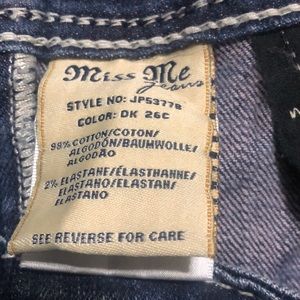 Miss Me
Jeans
STYLE NO: JP5377B
COLOR: DK 26C
98% COTTON/COTON/
ALGODÓN/BAUMWOLLE/
ALGODÃO
2% ELASTANE/ÉLASTHANNE/
ELASTANO/ELASTAN/
ELASTANO
SEE REVERSE FOR CARE